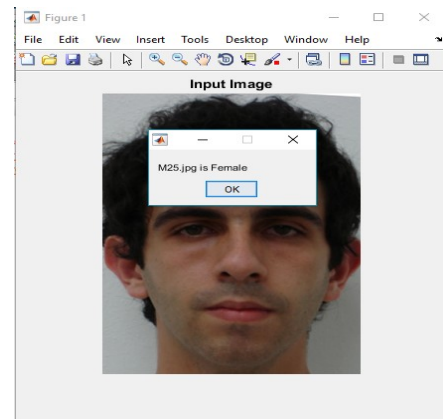 Figure 1
File Edit View Insert Tools Desktop Window Help
Input Image
M25.jpg is Female
OK